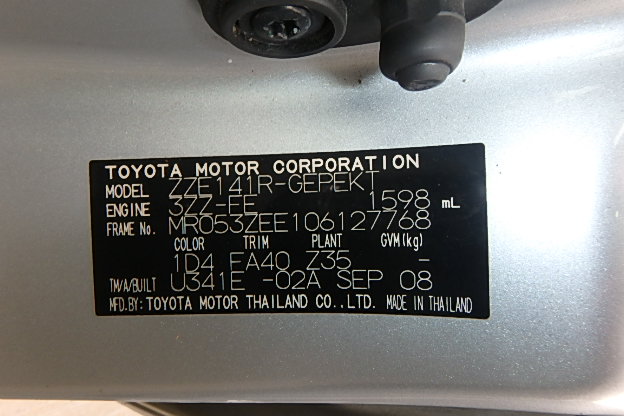 TOYOTA MOTOR CORPORATION
MODEL ZZE141R-GEPEKT
ENGINE 3ZZ-FE 1598 mL
FRAME No. MR053ZEE106127768
COLOR TRIM PLANT GVM(kg)
1D4 FA40 Z35 -
TM/A/BUILT U341E -02A SEP 08
MFD.BY: TOYOTA MOTOR THAILAND CO.,LTD. MADE IN THAILAND